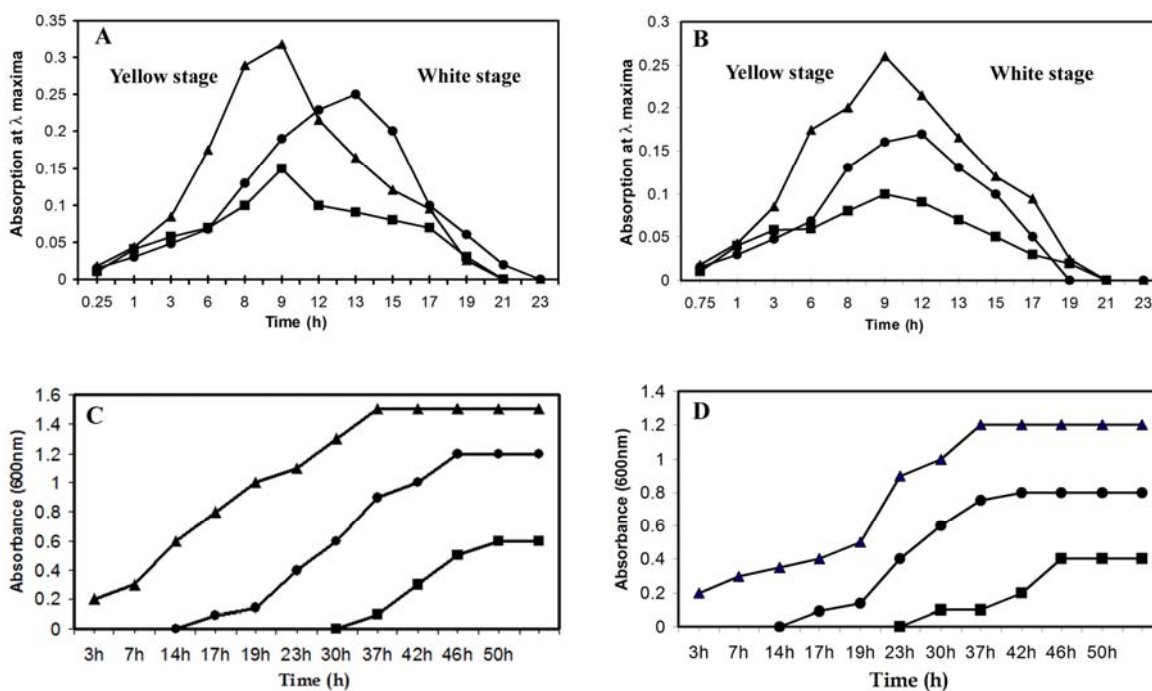 A
Yellow stage
White stage
Absorption at λ maxima
0.35
0.3
0.25
0.2
0.15
0.1
0.05
0
0.25 1 3 6 8 9 12 13 15 17 19 21 23
Time (h)
B
Yellow stage
White stage
Absorption at λ maxima
0.3
0.25
0.2
0.15
0.1
0.05
0
0.75 1 3 6 8 9 12 13 15 17 19 21 23
Time (h)
C
Absorbance (600nm)
1.6
1.4
1.2
1
0.8
0.6
0.4
0.2
0
3h 7h 14h 17h 19h 23h 30h 37h 42h 46h 50h
Time (h)
D
Absorbance (600nm)
1.4
1.2
1
0.8
0.6
0.4
0.2
0
3h 7h 14h 17h 19h 23h 30h 37h 42h 46h 50h
Time (h)